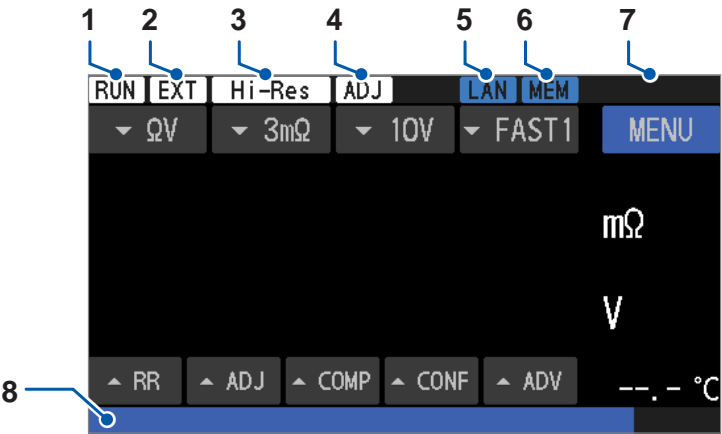 1 2 3 4 5 6 7
RUN EXT Hi-Res ADJ LAN MEM
ΩV 3mΩ 10V FAST1 MENU
mΩ
V
RR ADJ COMP CONF ADV --.- °C
8